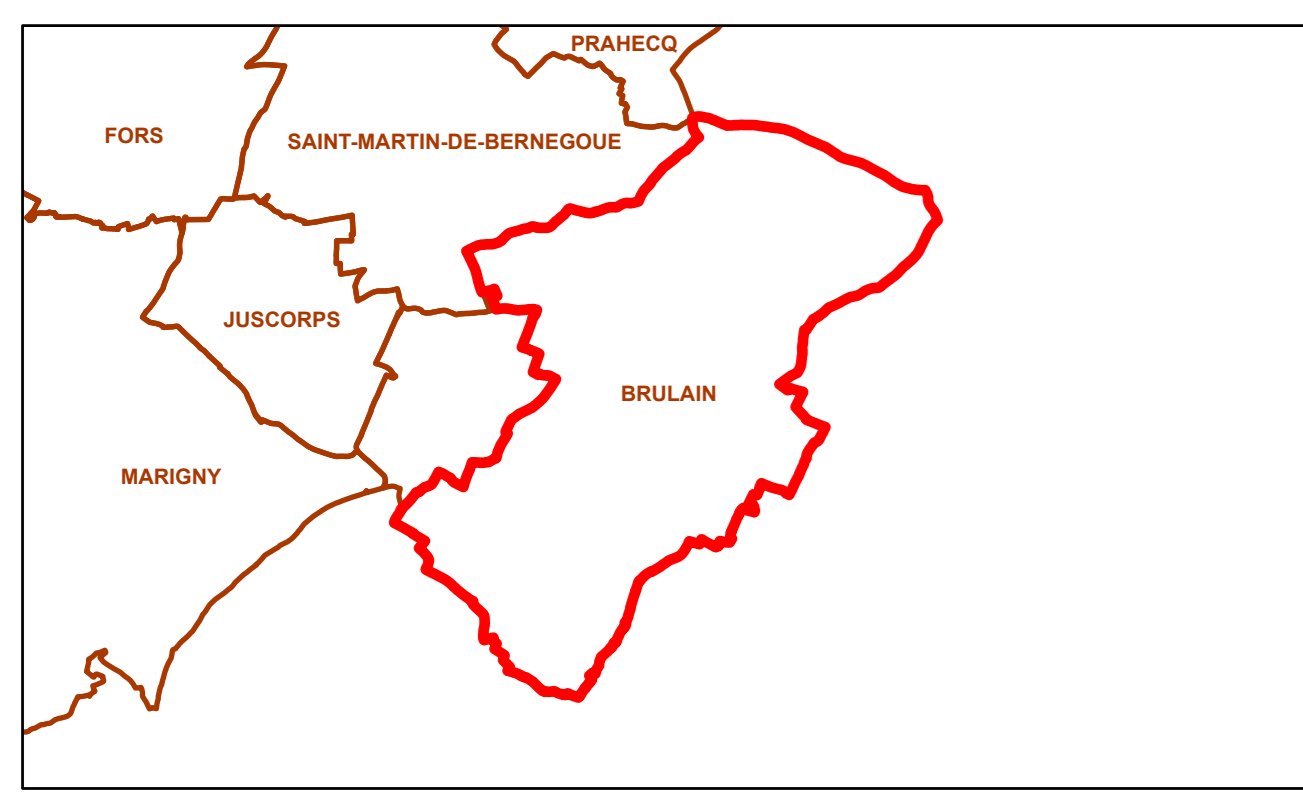 PRAHECQ
FORS
SAINT-MARTIN-DE-BERNEGOUE
JUSCORPS
BRULAIN
MARIGNY